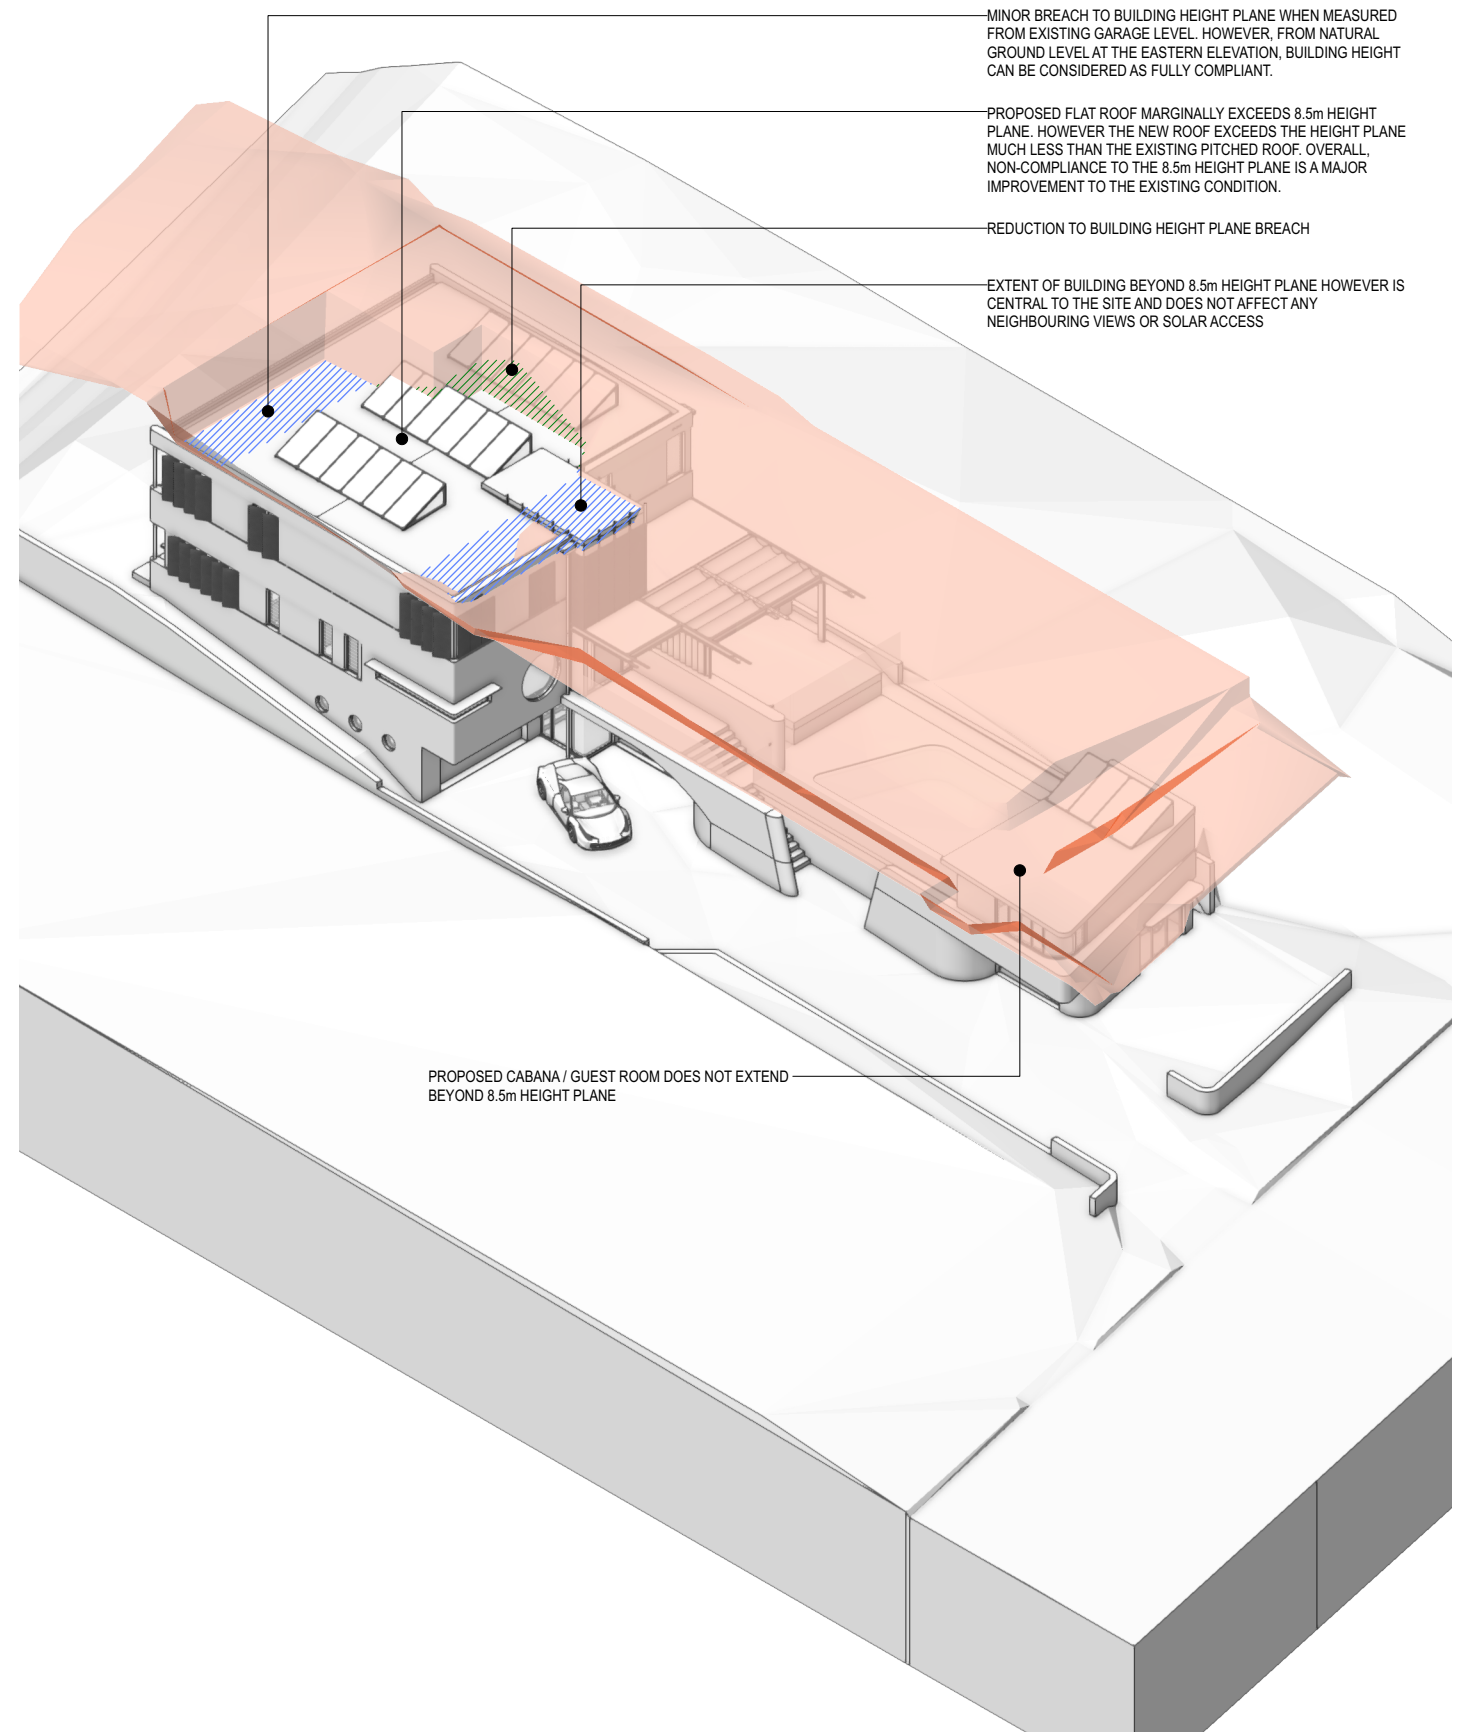 MINOR BREACH TO BUILDING HEIGHT PLANE WHEN MEASURED
FROM EXISTING GARAGE LEVEL. HOWEVER, FROM NATURAL
GROUND LEVEL AT THE EASTERN ELEVATION, BUILDING HEIGHT
CAN BE CONSIDERED AS FULLY COMPLIANT.
PROPOSED FLAT ROOF MARGINALLY EXCEEDS 8.5m HEIGHT
PLANE. HOWEVER THE NEW ROOF EXCEEDS THE HEIGHT PLANE
MUCH LESS THAN THE EXISTING PITCHED ROOF. OVERALL,
NON-COMPLIANCE TO THE 8.5m HEIGHT PLANE IS A MAJOR
IMPROVEMENT TO THE EXISTING CONDITION.
REDUCTION TO BUILDING HEIGHT PLANE BREACH
EXTENT OF BUILDING BEYOND 8.5m HEIGHT PLANE HOWEVER IS
CENTRAL TO THE SITE AND DOES NOT AFFECT ANY
NEIGHBOURING VIEWS OR SOLAR ACCESS
PROPOSED CABANA / GUEST ROOM DOES NOT EXTEND
BEYOND 8.5m HEIGHT PLANE